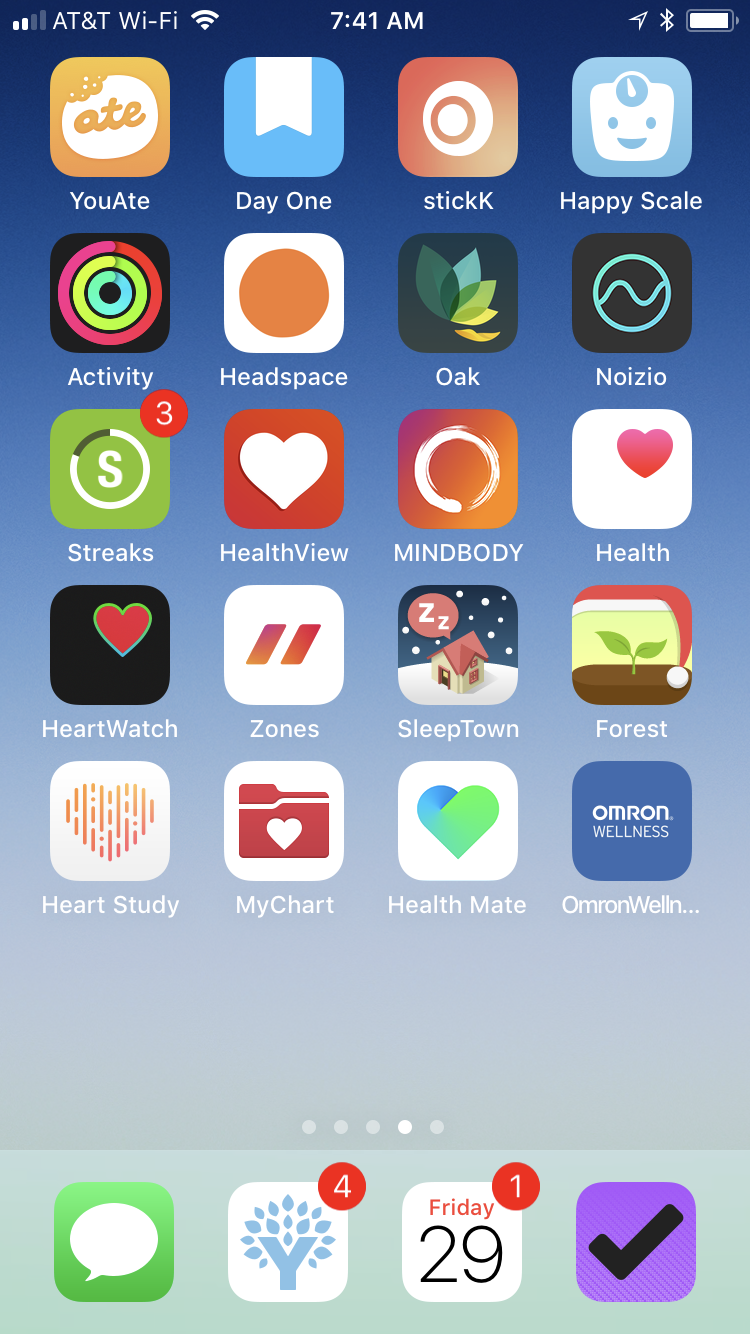 AT&T Wi-Fi 7:41 AM
ate
YouAte Day One stickK Happy Scale
Activity Headspace Oak Noizio
3
S
Streaks HealthView MINDBODY Health
Zz
HeartWatch Zones SleepTown Forest
OMRON
WELLNESS
Heart Study MyChart Health Mate OmronWelln...
4 1
Friday
Y 29